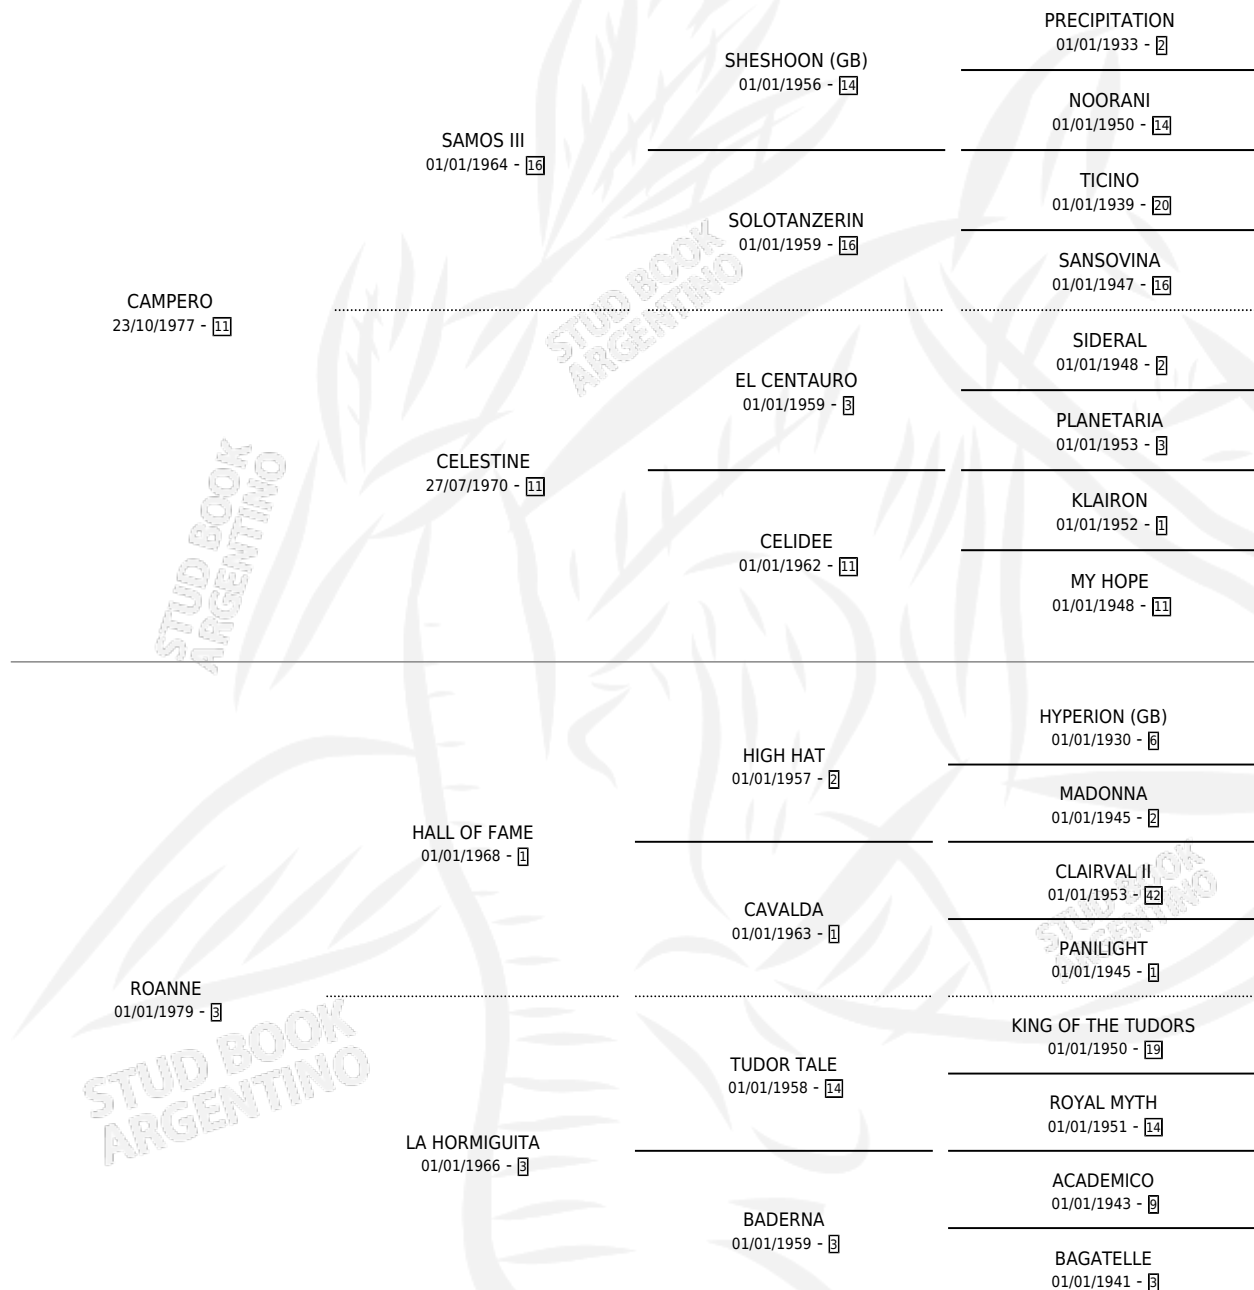 PRECIPITATION
01/01/1933 - 2
SHESHOON (GB)
01/01/1956 - 14
NOORANI
01/01/1950 - 14
SAMOS III
01/01/1964 - 16
TICINO
01/01/1939 - 20
SOLOTANZERIN
01/01/1959 - 16
SANSOVINA
01/01/1947 - 16
CAMPERO
23/10/1977 - 11
SIDERAL
01/01/1948 - 2
EL CENTAURO
01/01/1959 - 3
PLANETARIA
01/01/1953 - 3
CELESTINE
27/07/1970 - 11
KLAIRON
01/01/1952 - 1
CELIDEE
01/01/1962 - 11
MY HOPE
01/01/1948 - 11
HYPERION (GB)
01/01/1930 - 6
HIGH HAT
01/01/1957 - 2
MADONNA
01/01/1945 - 2
HALL OF FAME
01/01/1968 - 1
CLAIRVAL II
01/01/1953 - 42
CAVALDA
01/01/1963 - 1
PANILIGHT
01/01/1945 - 1
ROANNE
01/01/1979 - 3
KING OF THE TUDORS
01/01/1950 - 19
TUDOR TALE
01/01/1958 - 14
ROYAL MYTH
01/01/1951 - 14
LA HORMIGUITA
01/01/1966 - 3
ACADEMICO
01/01/1943 - 9
BADERNA
01/01/1959 - 3
BAGATELLE
01/01/1941 - 3
STUD BOOK
ARGENTINO
STUD BOOK
ARGENTINO
STUD BOOK
ARGENTINO
STUD BOOK
ARGENTINO